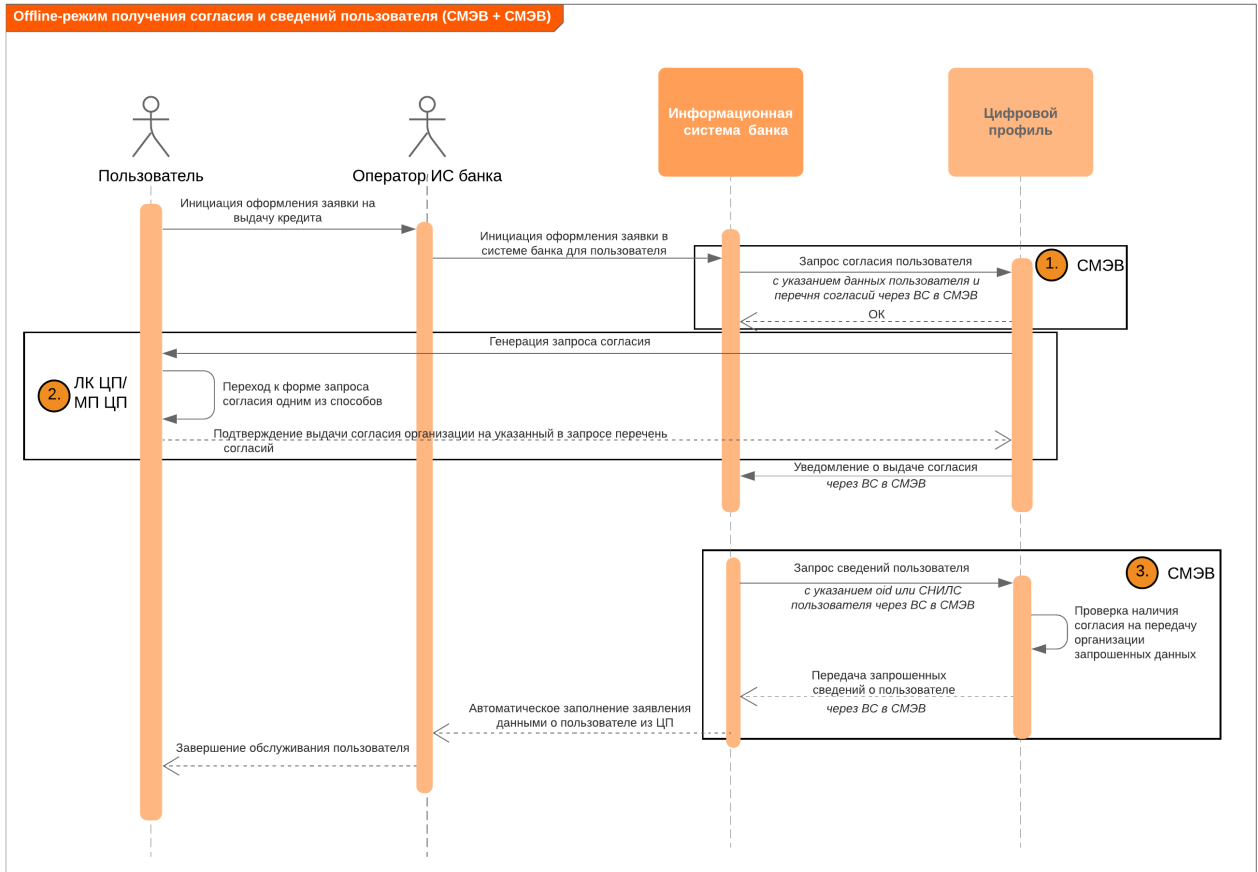 Offline-режим получения согласия и сведений пользователя (СМЭВ + СМЭВ)
Информационная
система банка
Цифровой
профиль
Пользователь
Оператор ИС банка
Инициация оформления заявки на
выдачу кредита
Инициация оформления заявки в
системе банка для пользователя
Запрос согласия пользователя
с указанием данных пользователя и
перечня согласий через ВС в СМЭВ
ОК
1.
СМЭВ
Генерация запроса согласия
2.
ЛК ЦП/
МП ЦП
Переход к форме запроса
согласия одним из способов
Подтверждение выдачи согласия организации на указанный в запросе перечень
согласий
Уведомление о выдаче согласия
через ВС в СМЭВ
Запрос сведений пользователя
с указанием oid или СНИЛС
пользователя через ВС в СМЭВ
3.
СМЭВ
Проверка наличия
согласия на передачу
организации
запрошенных данных
Передача запрошенных
сведений о пользователе
через ВС в СМЭВ
Автоматическое заполнение заявления
данными о пользователе из ЦП
Завершение обслуживания пользователя